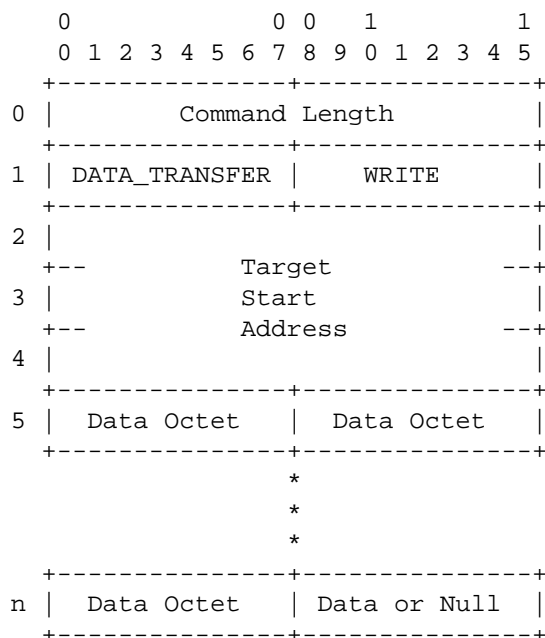 0 0 0 1 1
0 1 2 3 4 5 6 7 8 9 0 1 2 3 4 5
+---------------+---------------+
0 | Command Length |
+---------------+---------------+
1 | DATA_TRANSFER | WRITE |
+---------------+---------------+
2 | |
+-- Target --+
3 | Start |
+-- Address --+
4 | |
+---------------+---------------+
5 | Data Octet | Data Octet |
+---------------+---------------+
*
*
*
+---------------+---------------+
n | Data Octet | Data or Null |
+---------------+---------------+